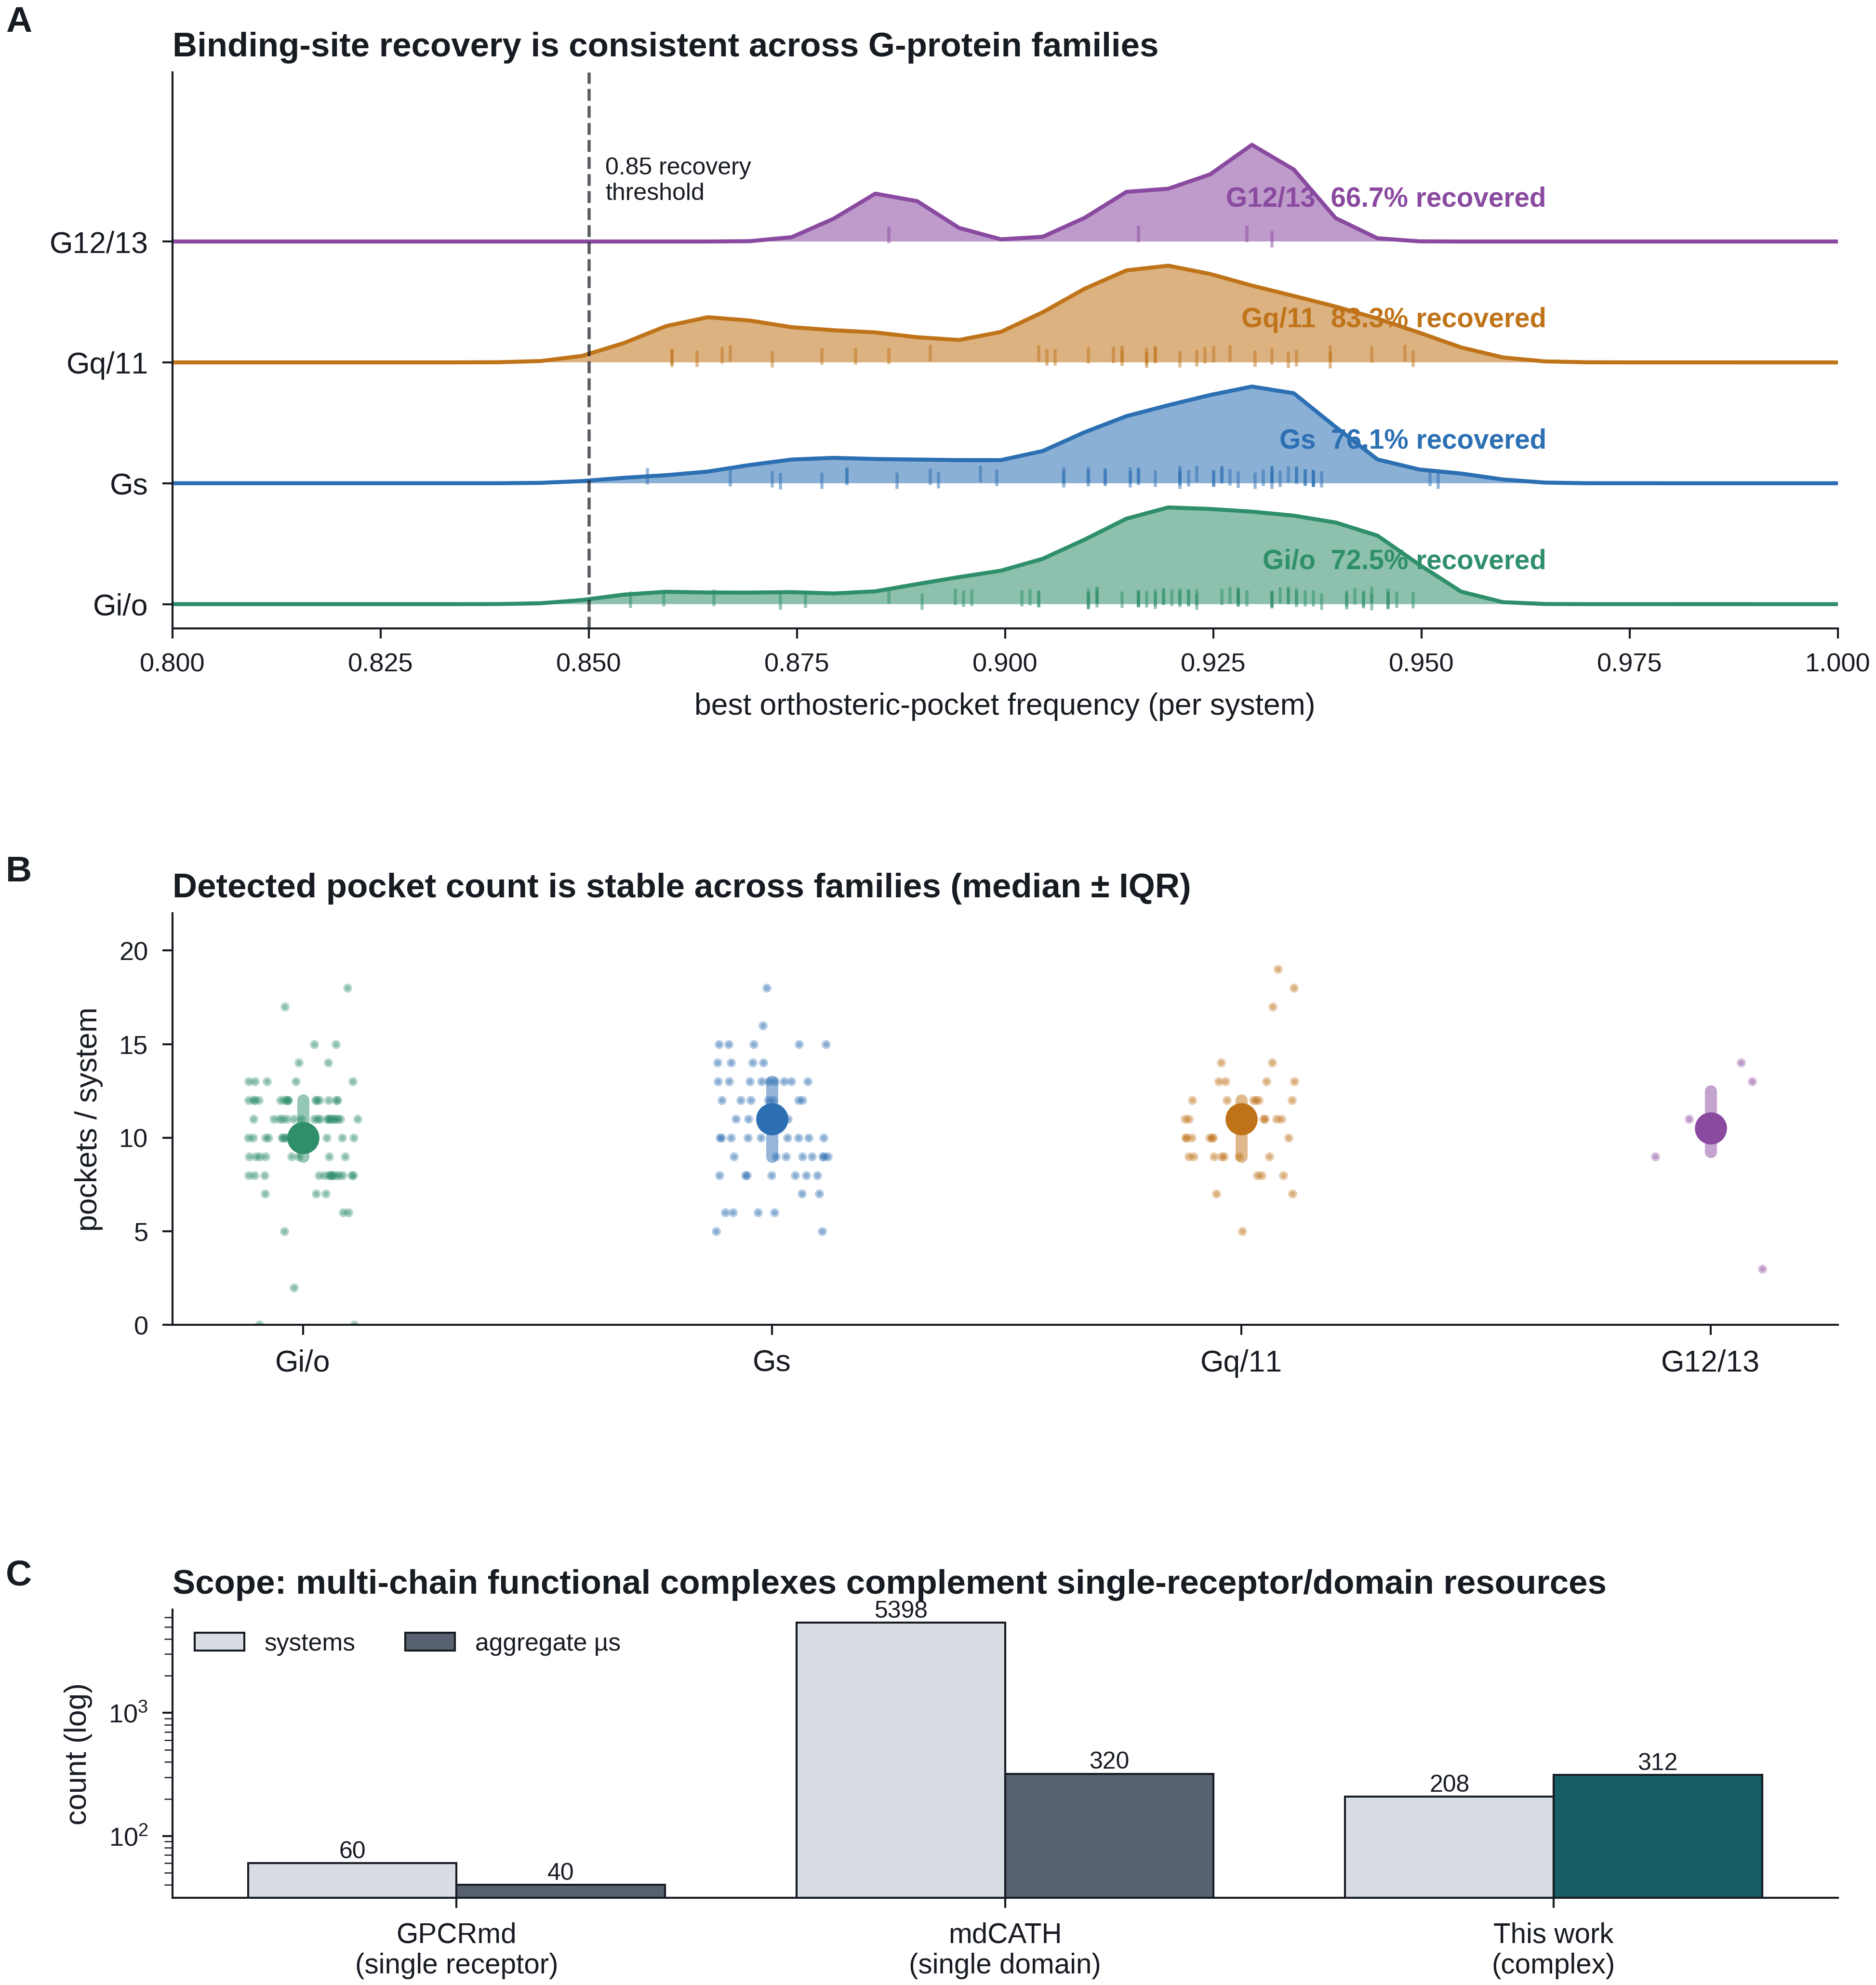 A
Binding-site recovery is consistent across G-protein families
0.85 recovery
threshold
G12/13 66.7% recovered
G12/13
Gq/11 83.3% recovered
Gq/11
Gs 76.1% recovered
Gs
Gi/o 72.5% recovered
Gi/o
0.800 0.825 0.850 0.875 0.900 0.925 0.950 0.975 1.000
best orthosteric-pocket frequency (per system)
B
Detected pocket count is stable across families (median ± IQR)
20
15
10
5
0
pockets / system
Gi/o Gs Gq/11 G12/13
C
Scope: multi-chain functional complexes complement single-receptor/domain resources
5398
systems aggregate µs
10³
320
312
208
10²
60
40
count (log)
GPCRmd mdCATH This work
(single receptor) (single domain) (complex)